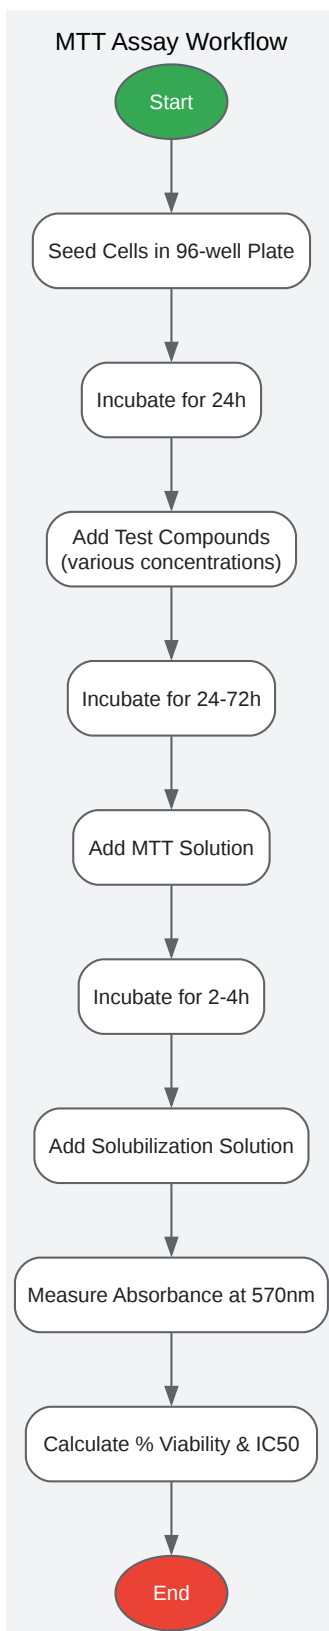 MTT Assay Workflow
Start
Seed Cells in 96-well Plate
Incubate for 24h
Add Test Compounds
(various concentrations)
Incubate for 24-72h
Add MTT Solution
Incubate for 2-4h
Add Solubilization Solution
Measure Absorbance at 570nm
Calculate % Viability & IC50
End